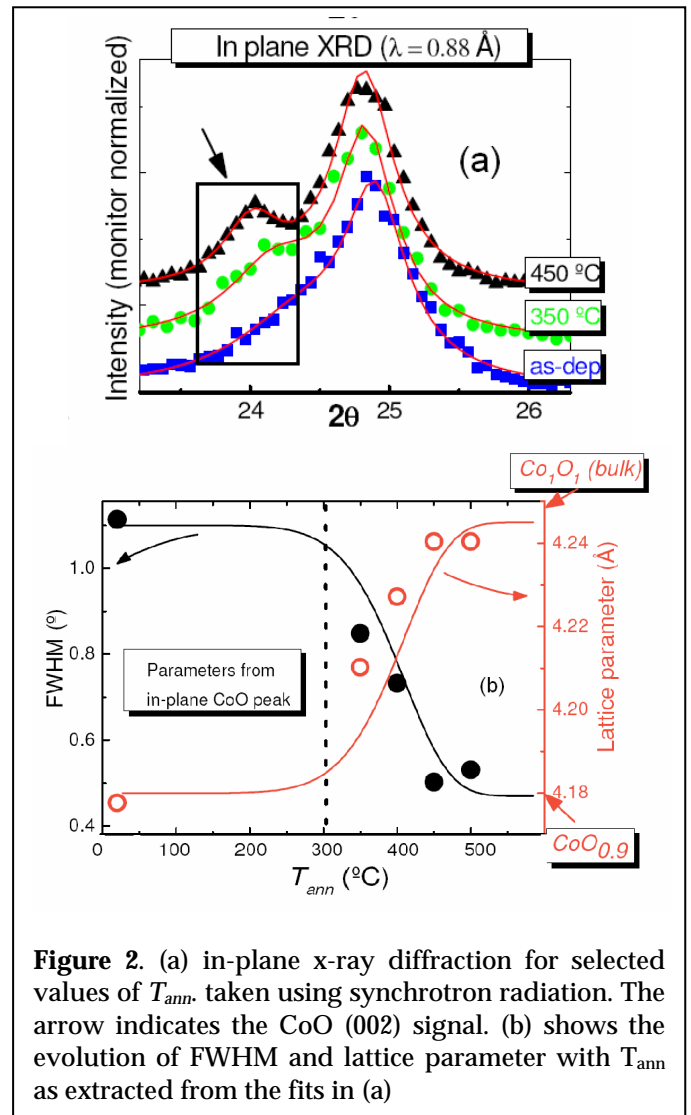 In plane XRD (λ = 0.88 Å)
Intensity (monitor normalized)
(a)
450 ºC
350 ºC
as-dep
24
25
26
2θ
Co1O1 (bulk)
FWHM (º)
1.0
0.8
0.6
0.4
Parameters from
in-plane CoO peak
(b)
4.24
4.22
4.20
4.18
Lattice parameter (Å)
0
100
200
300
400
500
CoO0.9
Tann (ºC)
Figure 2. (a) in-plane x-ray diffraction for selected
values of Tann. taken using synchrotron radiation. The
arrow indicates the CoO (002) signal. (b) shows the
evolution of FWHM and lattice parameter with Tann
as extracted from the fits in (a)